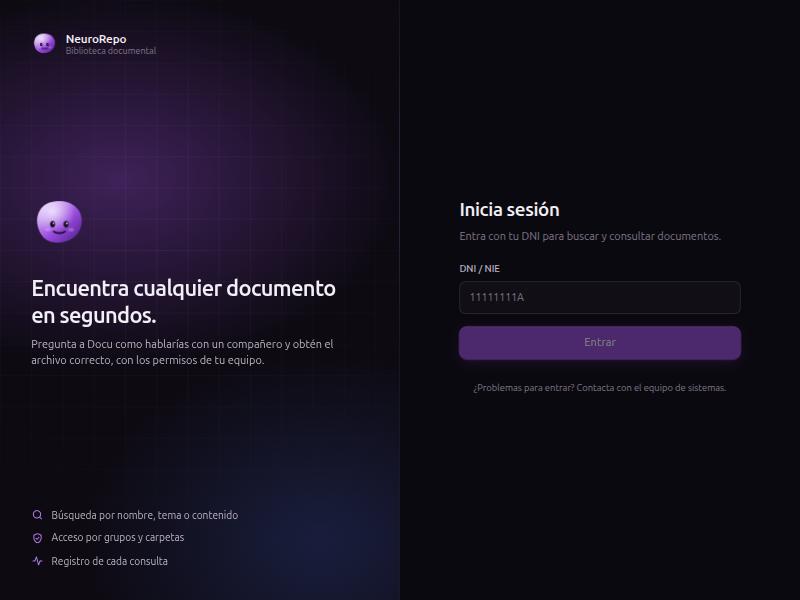 NeuroRepo
Biblioteca documental
Encuentra cualquier documento
en segundos.
Pregunta a Docu como hablarías con un compañero y obtén el
archivo correcto, con los permisos de tu equipo.
Búsqueda por nombre, tema o contenido
Acceso por grupos y carpetas
Registro de cada consulta
Inicia sesión
Entra con tu DNI para buscar y consultar documentos.
DNI / NIE
11111111A
Entrar
¿Problemas para entrar? Contacta con el equipo de sistemas.